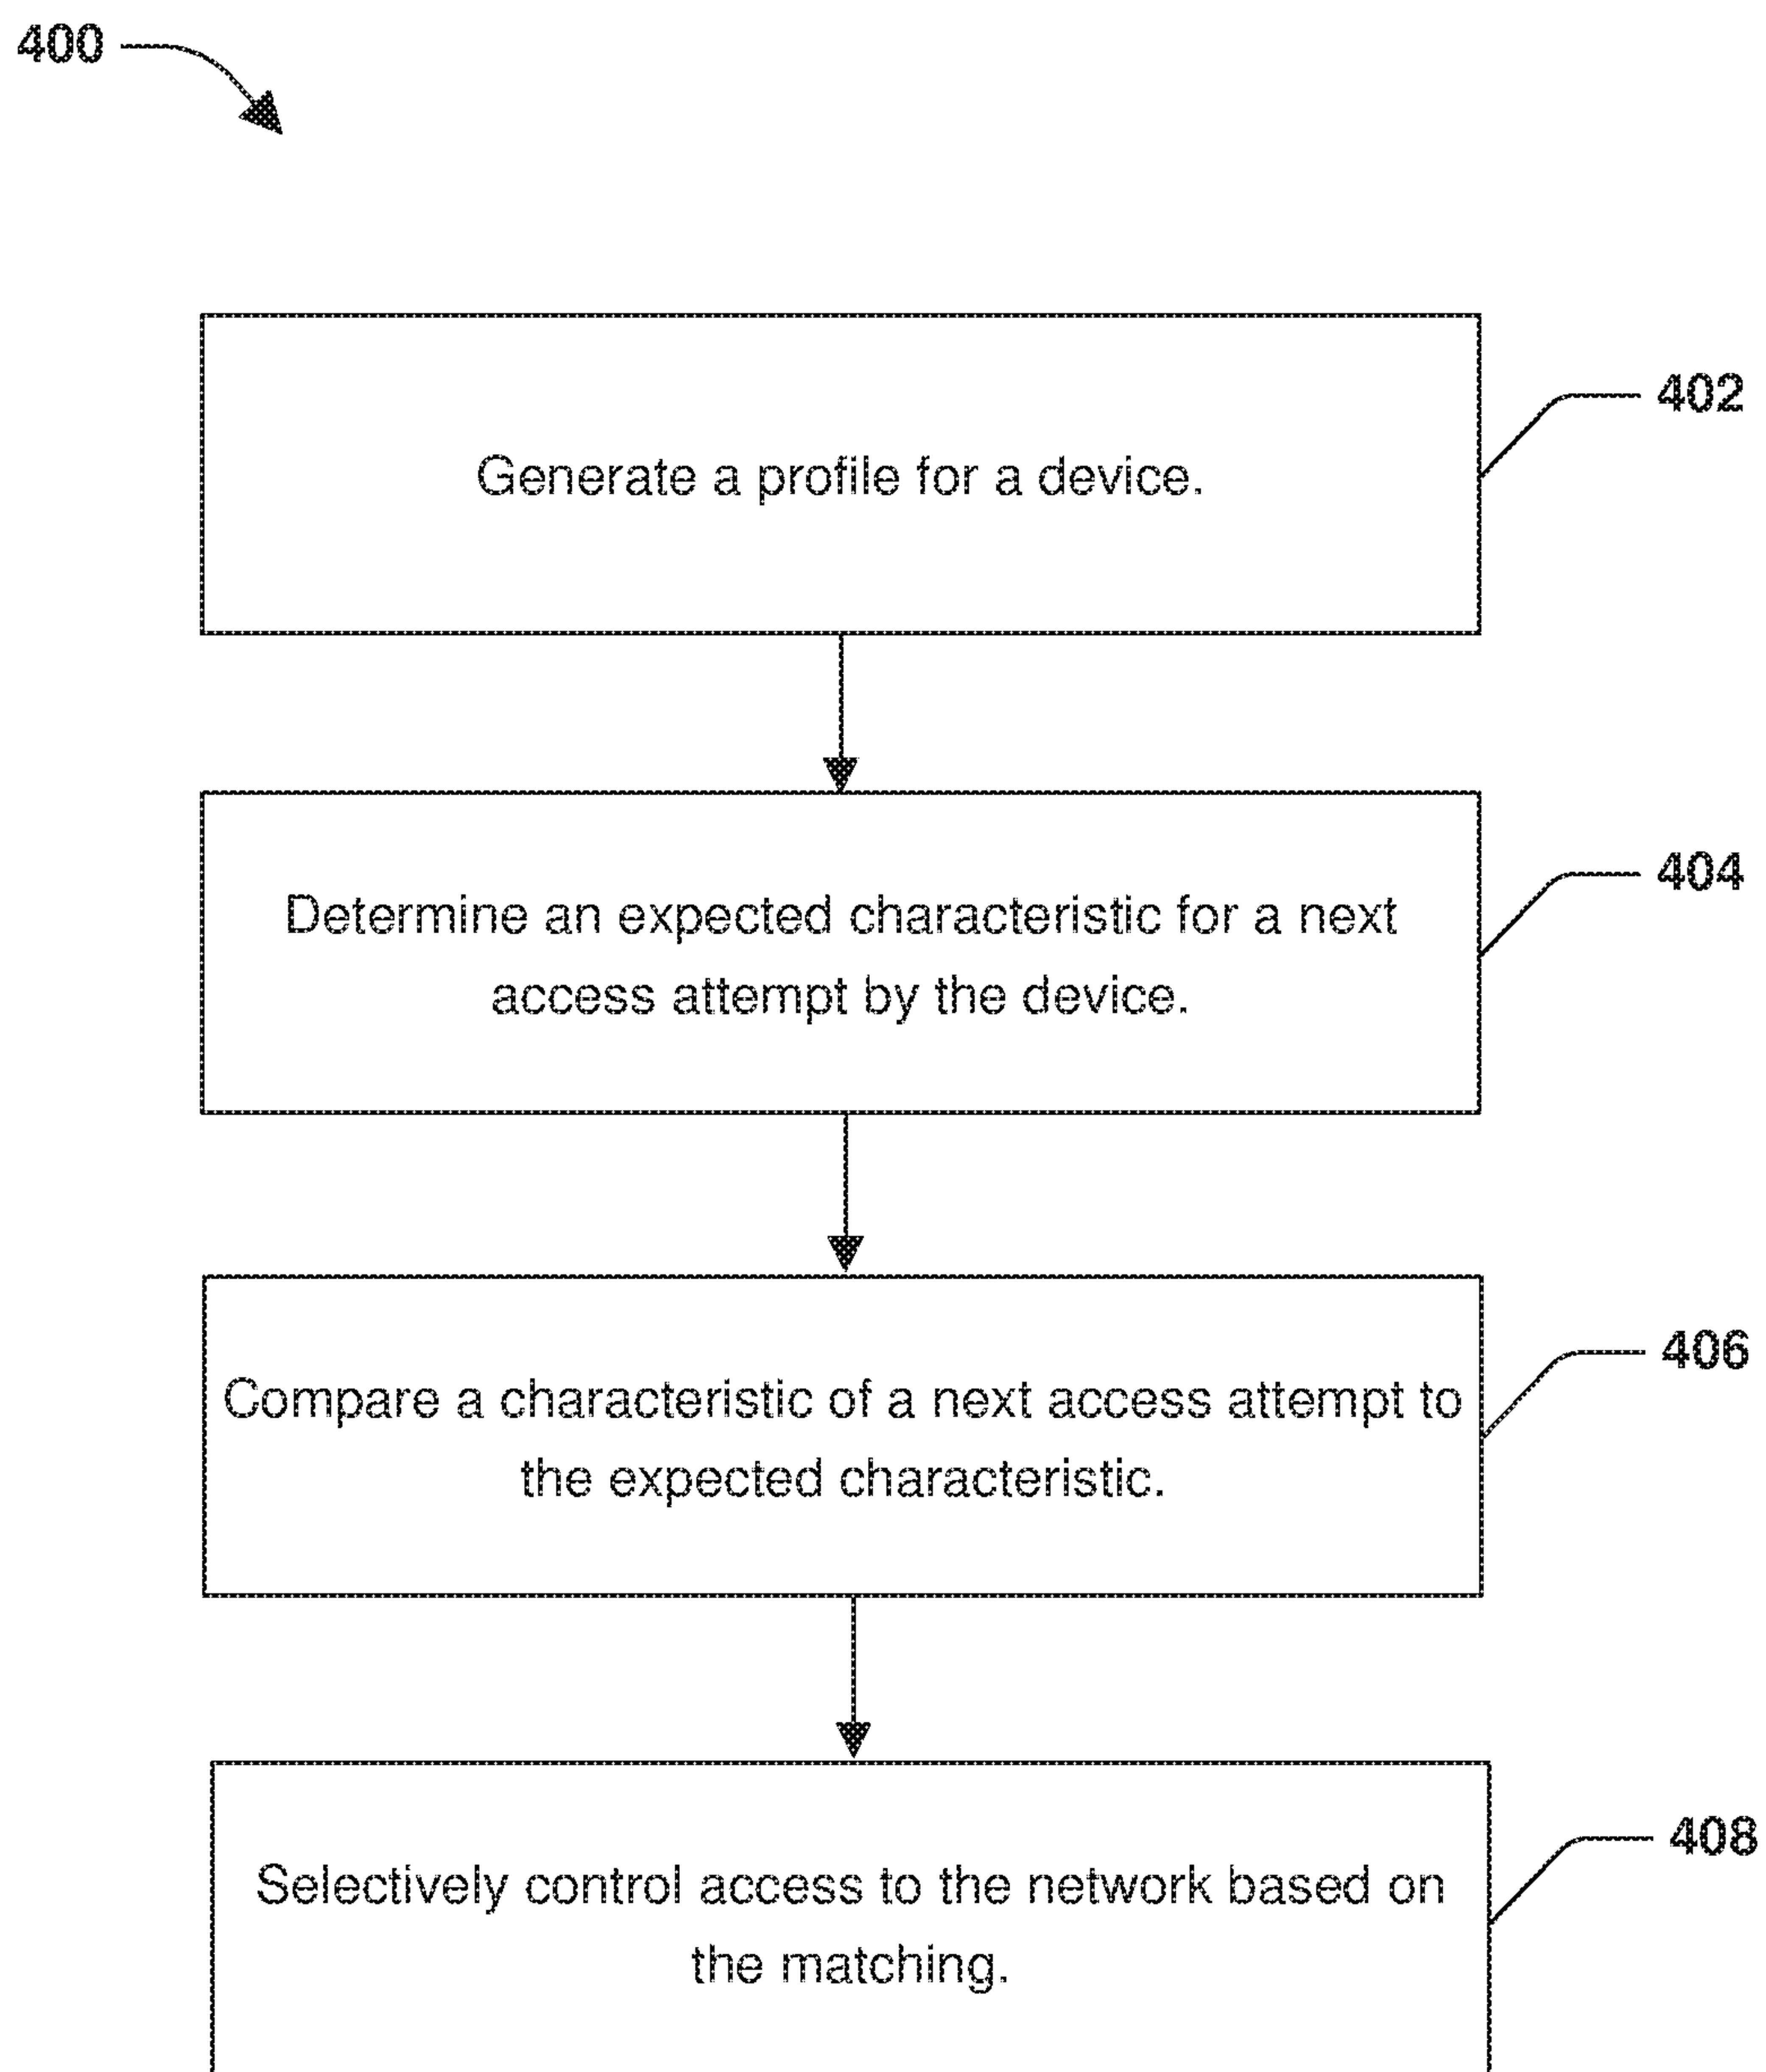 400
Generate a profile for a device.
402
Determine an expected characteristic for a next
access attempt by the device.
404
Compare a characteristic of a next access attempt to
the expected characteristic.
406
Selectively control access to the network based on
the matching.
408